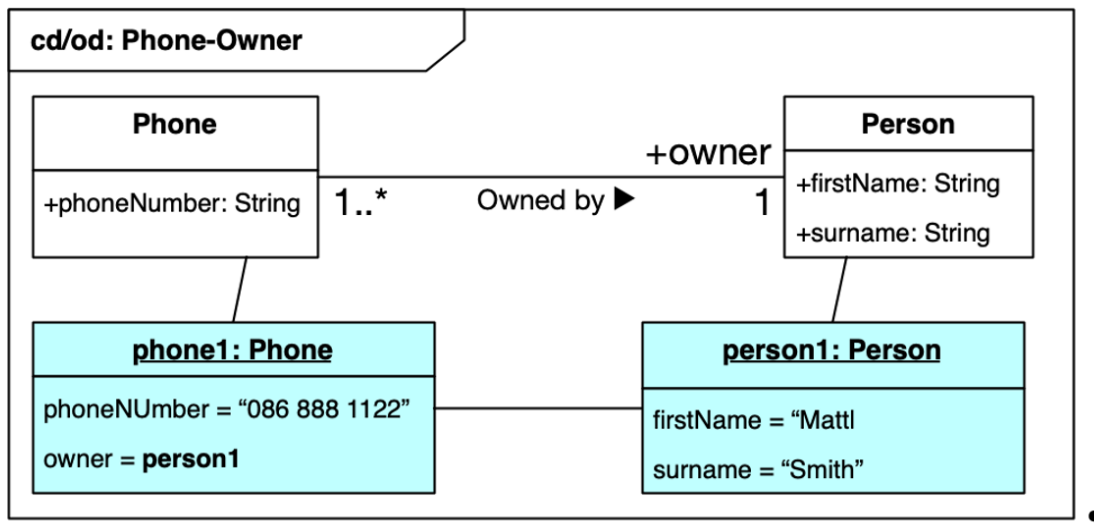 cd/od: Phone-Owner
Phone
+phoneNumber: String
1..*
Owned by ▶
+owner
1
Person
+firstName: String
+surname: String
phone1: Phone
phoneNUmber = “086 888 1122”
owner = person1
person1: Person
firstName = “Mattl
surname = “Smith”